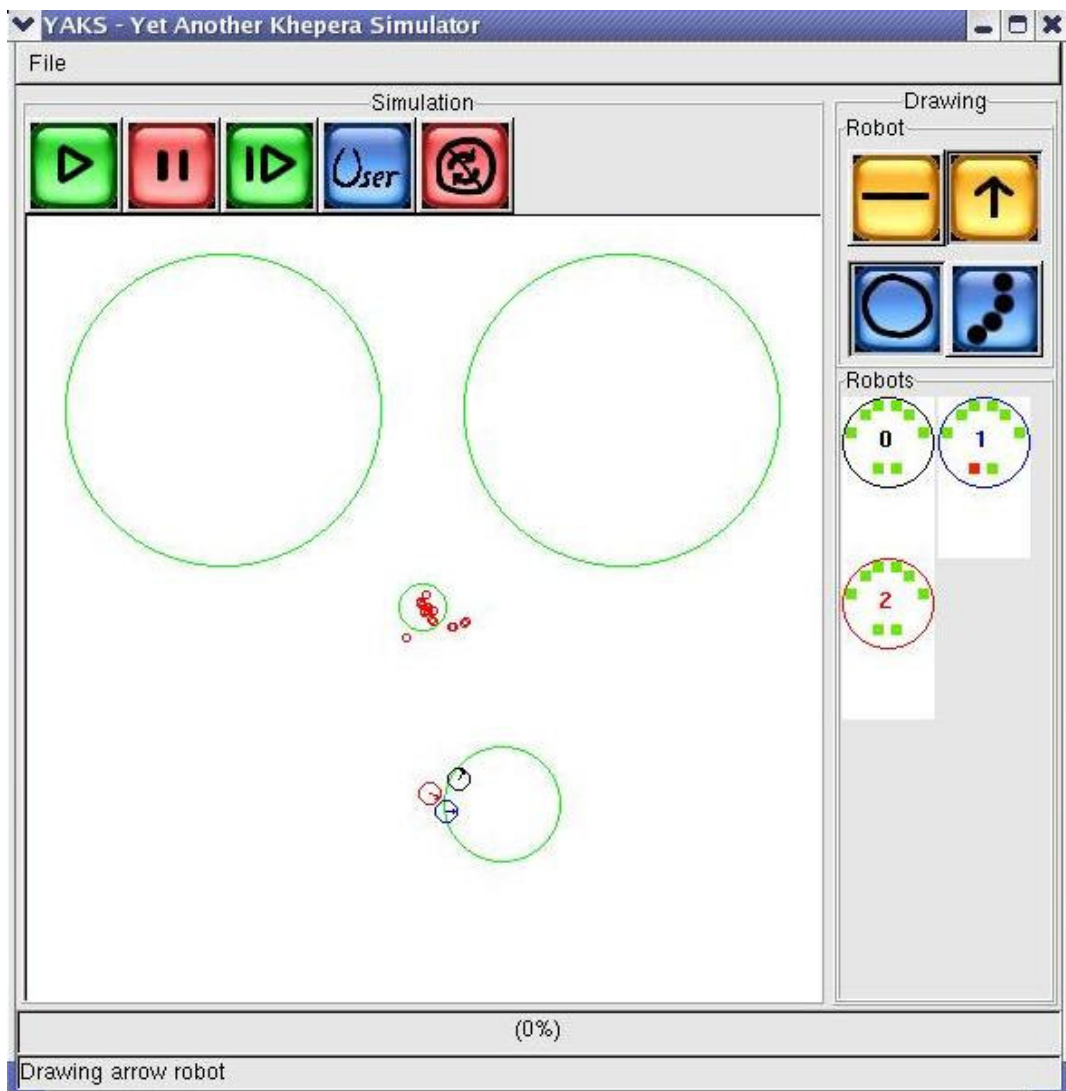 YAKS - Yet Another Khepera Simulator
File
Simulation
Drawing
Robot
User
Robots
0
1
2
(0%)
Drawing arrow robot